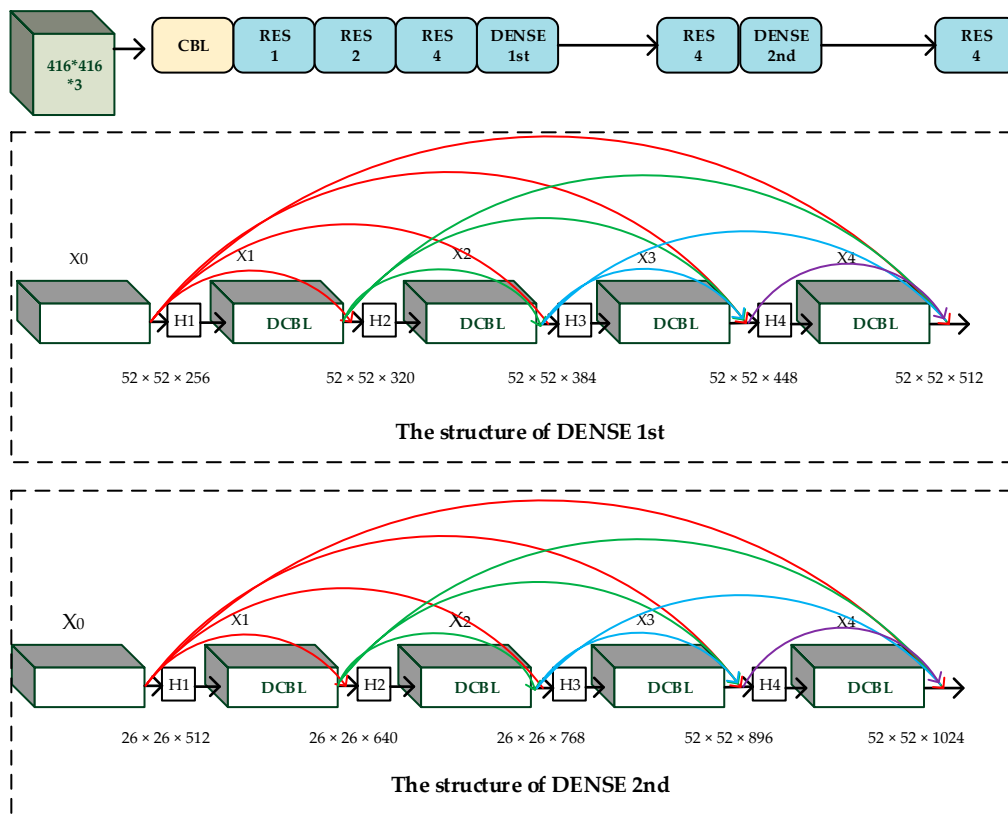 416*416
*3
CBL
RES
1
RES
2
RES
4
DENSE
1st
RES
4
DENSE
2nd
RES
4
X0
X1
X2
X3
X4
H1
DCBL
H2
DCBL
H3
DCBL
H4
DCBL
52 × 52 × 256
52 × 52 × 320
52 × 52 × 384
52 × 52 × 448
52 × 52 × 512
The structure of DENSE 1st
X0
X1
X2
X3
X4
H1
DCBL
H2
DCBL
H3
DCBL
H4
DCBL
26 × 26 × 512
26 × 26 × 640
26 × 26 × 768
52 × 52 × 896
52 × 52 × 1024
The structure of DENSE 2nd